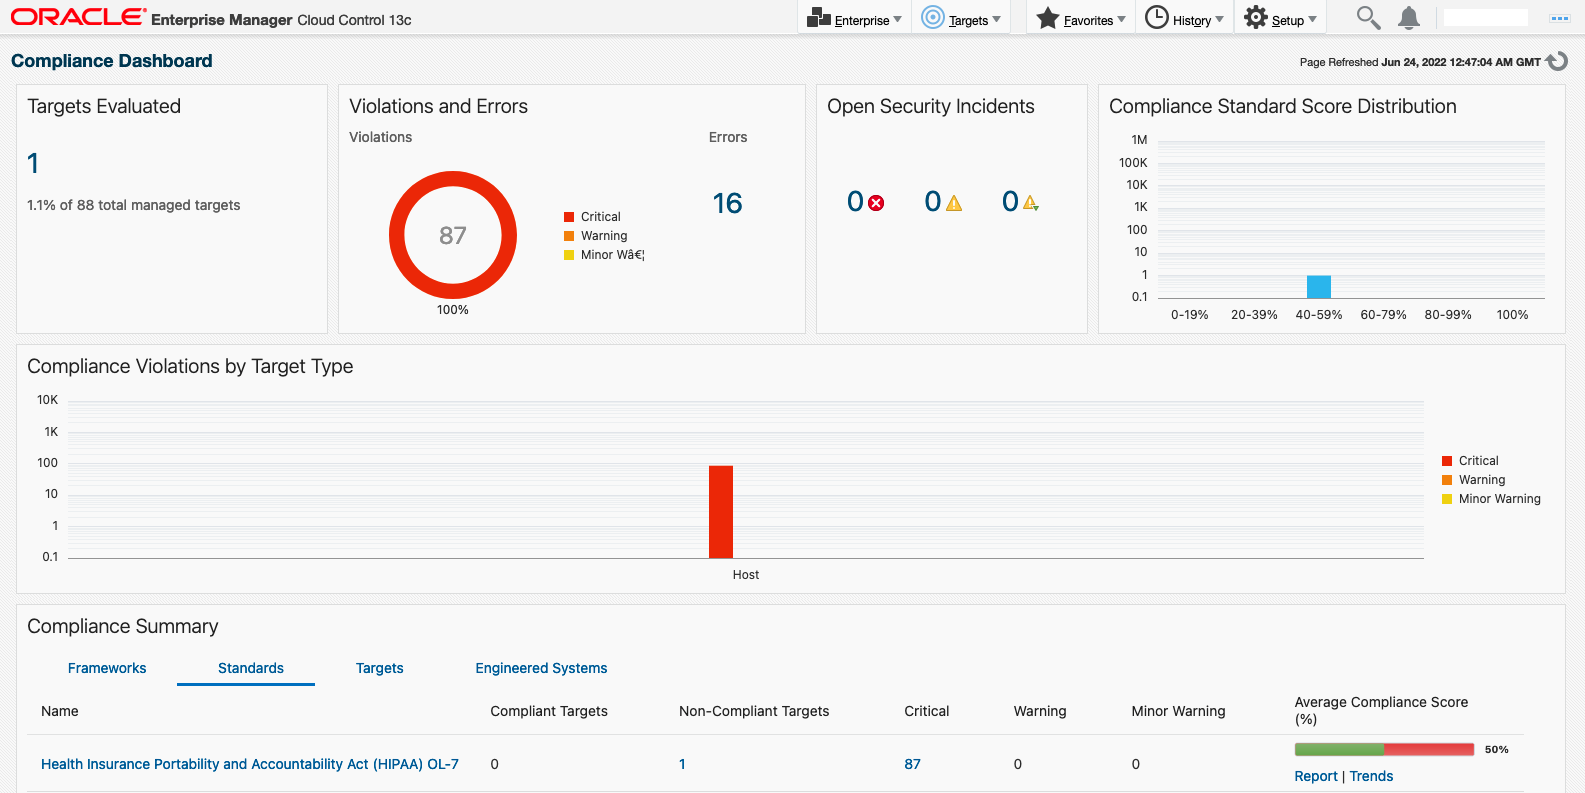 ORACLE® Enterprise Manager Cloud Control 13c
Enterprise Targets Favorites History Setup
Compliance Dashboard
Page Refreshed Jun 24, 2022 12:47:04 AM GMT
Targets Evaluated
1
1.1% of 88 total managed targets
Violations and Errors
Violations
Errors
87
100%
Critical
Warning
Minor Wâ€¦
16
Open Security Incidents
0 0 0
Compliance Standard Score Distribution
1M
100K
10K
1K
100
10
1
0.1
0-19% 20-39% 40-59% 60-79% 80-99% 100%
Compliance Violations by Target Type
10K
1K
100
10
1
0.1
Host
Critical
Warning
Minor Warning
Compliance Summary
Frameworks Standards Targets Engineered Systems
Name Compliant Targets Non-Compliant Targets Critical Warning Minor Warning Average Compliance Score
(%)
Health Insurance Portability and Accountability Act (HIPAA) OL-7 0 1 87 0 0 50%
Report | Trends